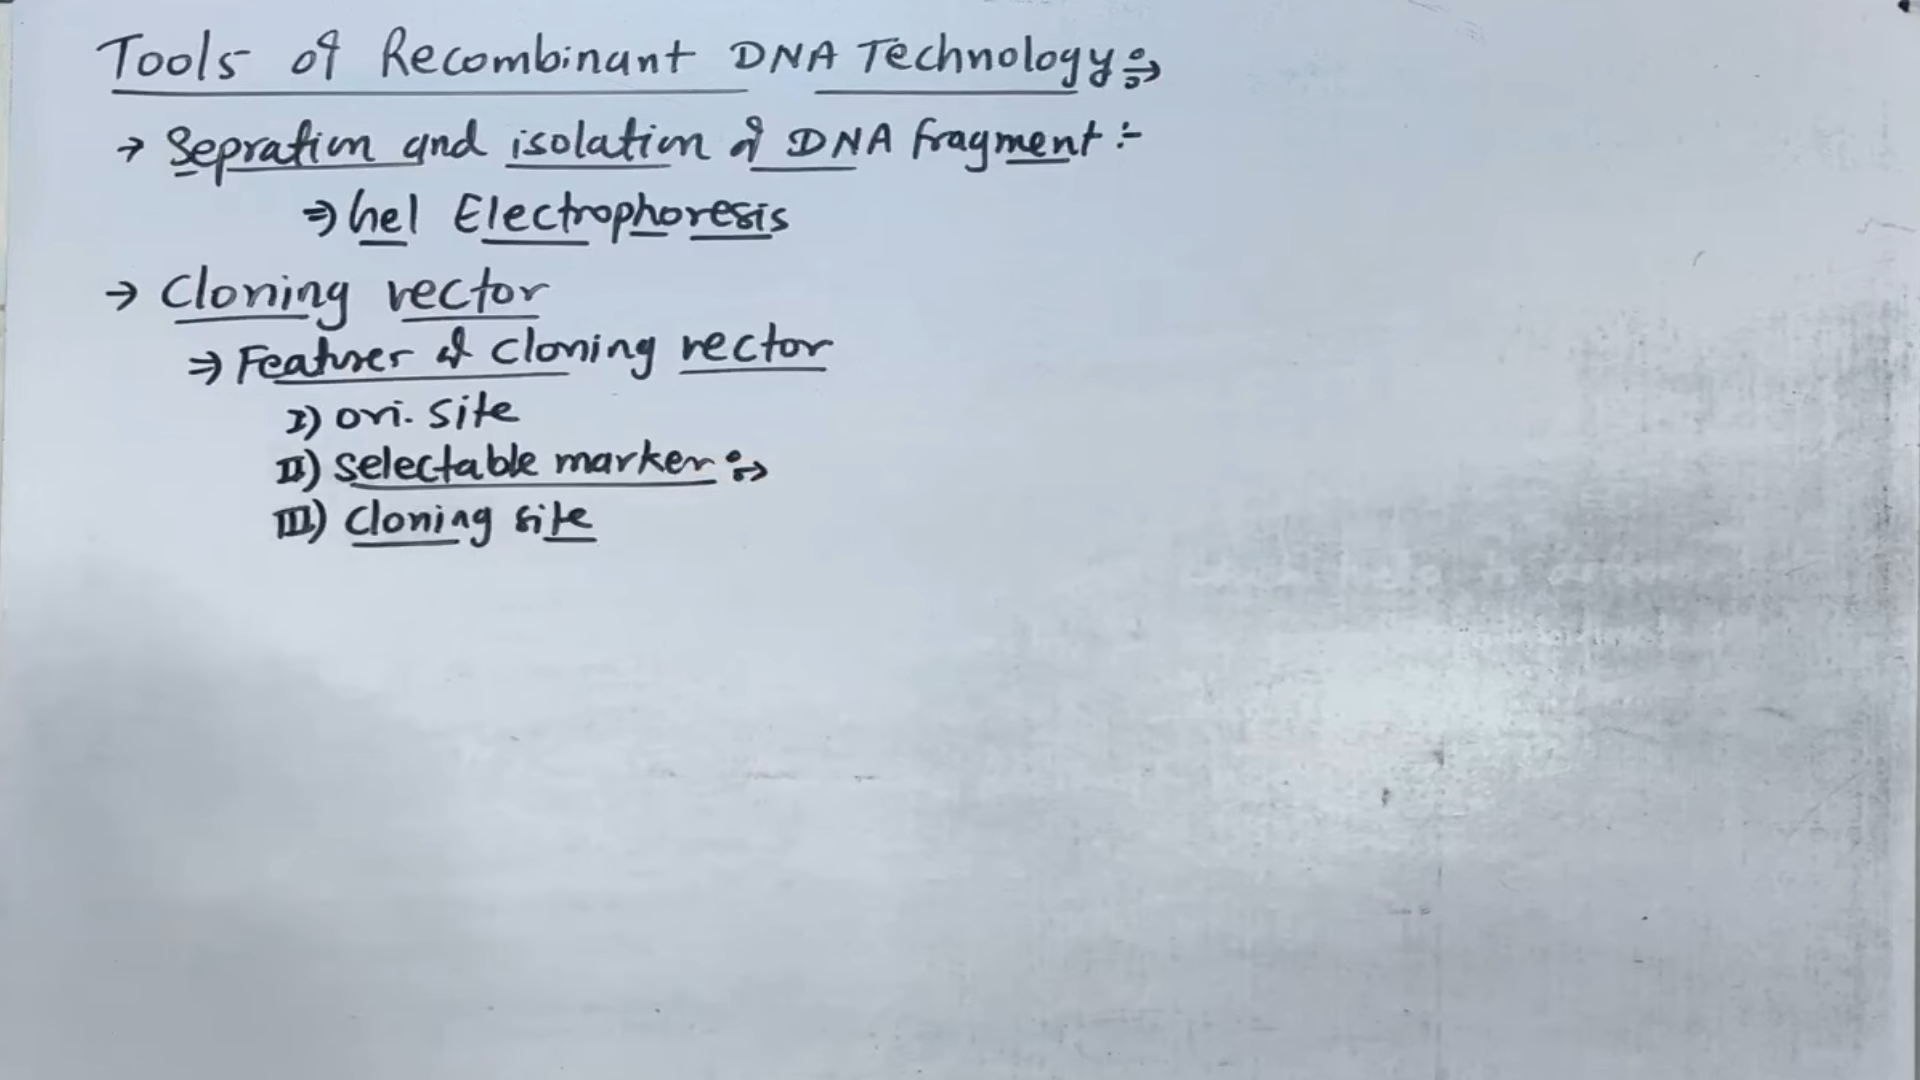 Tools of Recombinant DNA Technology :→
→ Sepration and isolation of DNA fragment :-
⇒ Gel Electrophoresis
→ Cloning vector
⇒ Features of cloning vector
I) ori. site
II) Selectable marker :→
III) Cloning site